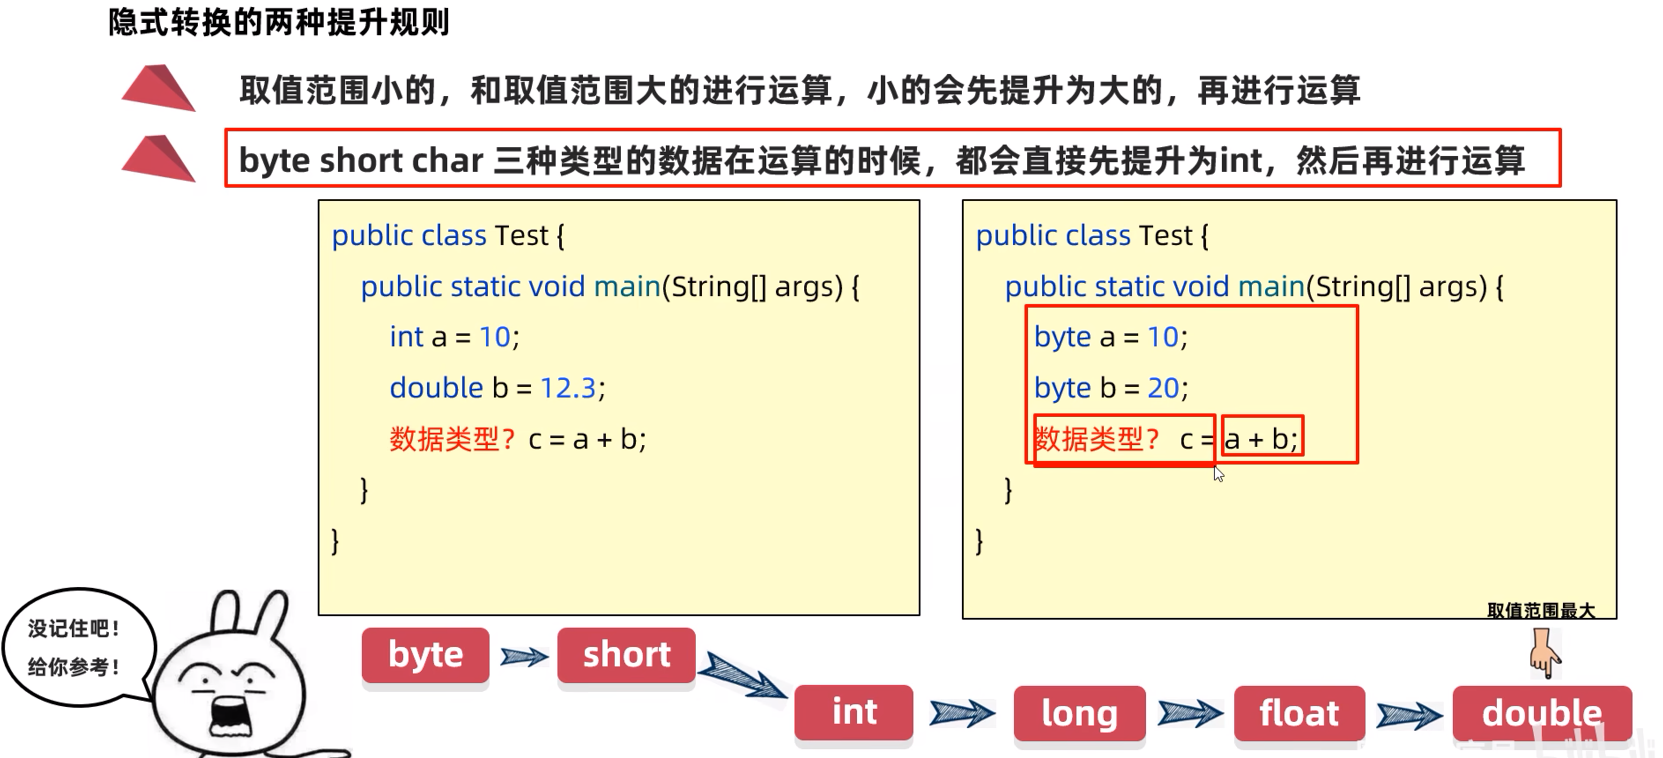 隐式转换的两种提升规则
取值范围小的，和取值范围大的进行运算，小的会先提升为大的，再进行运算
byte short char 三种类型的数据在运算的时候，都会直接先提升为int，然后再进行运算
public class Test {
public static void main(String[] args) {
int a = 10;
double b = 12.3;
数据类型？ c = a + b;
}
}
public class Test {
public static void main(String[] args) {
byte a = 10;
byte b = 20;
数据类型？ c = a + b;
}
}
取值范围最大
没记住吧！
给你参考！
byte
short
int
long
float
double